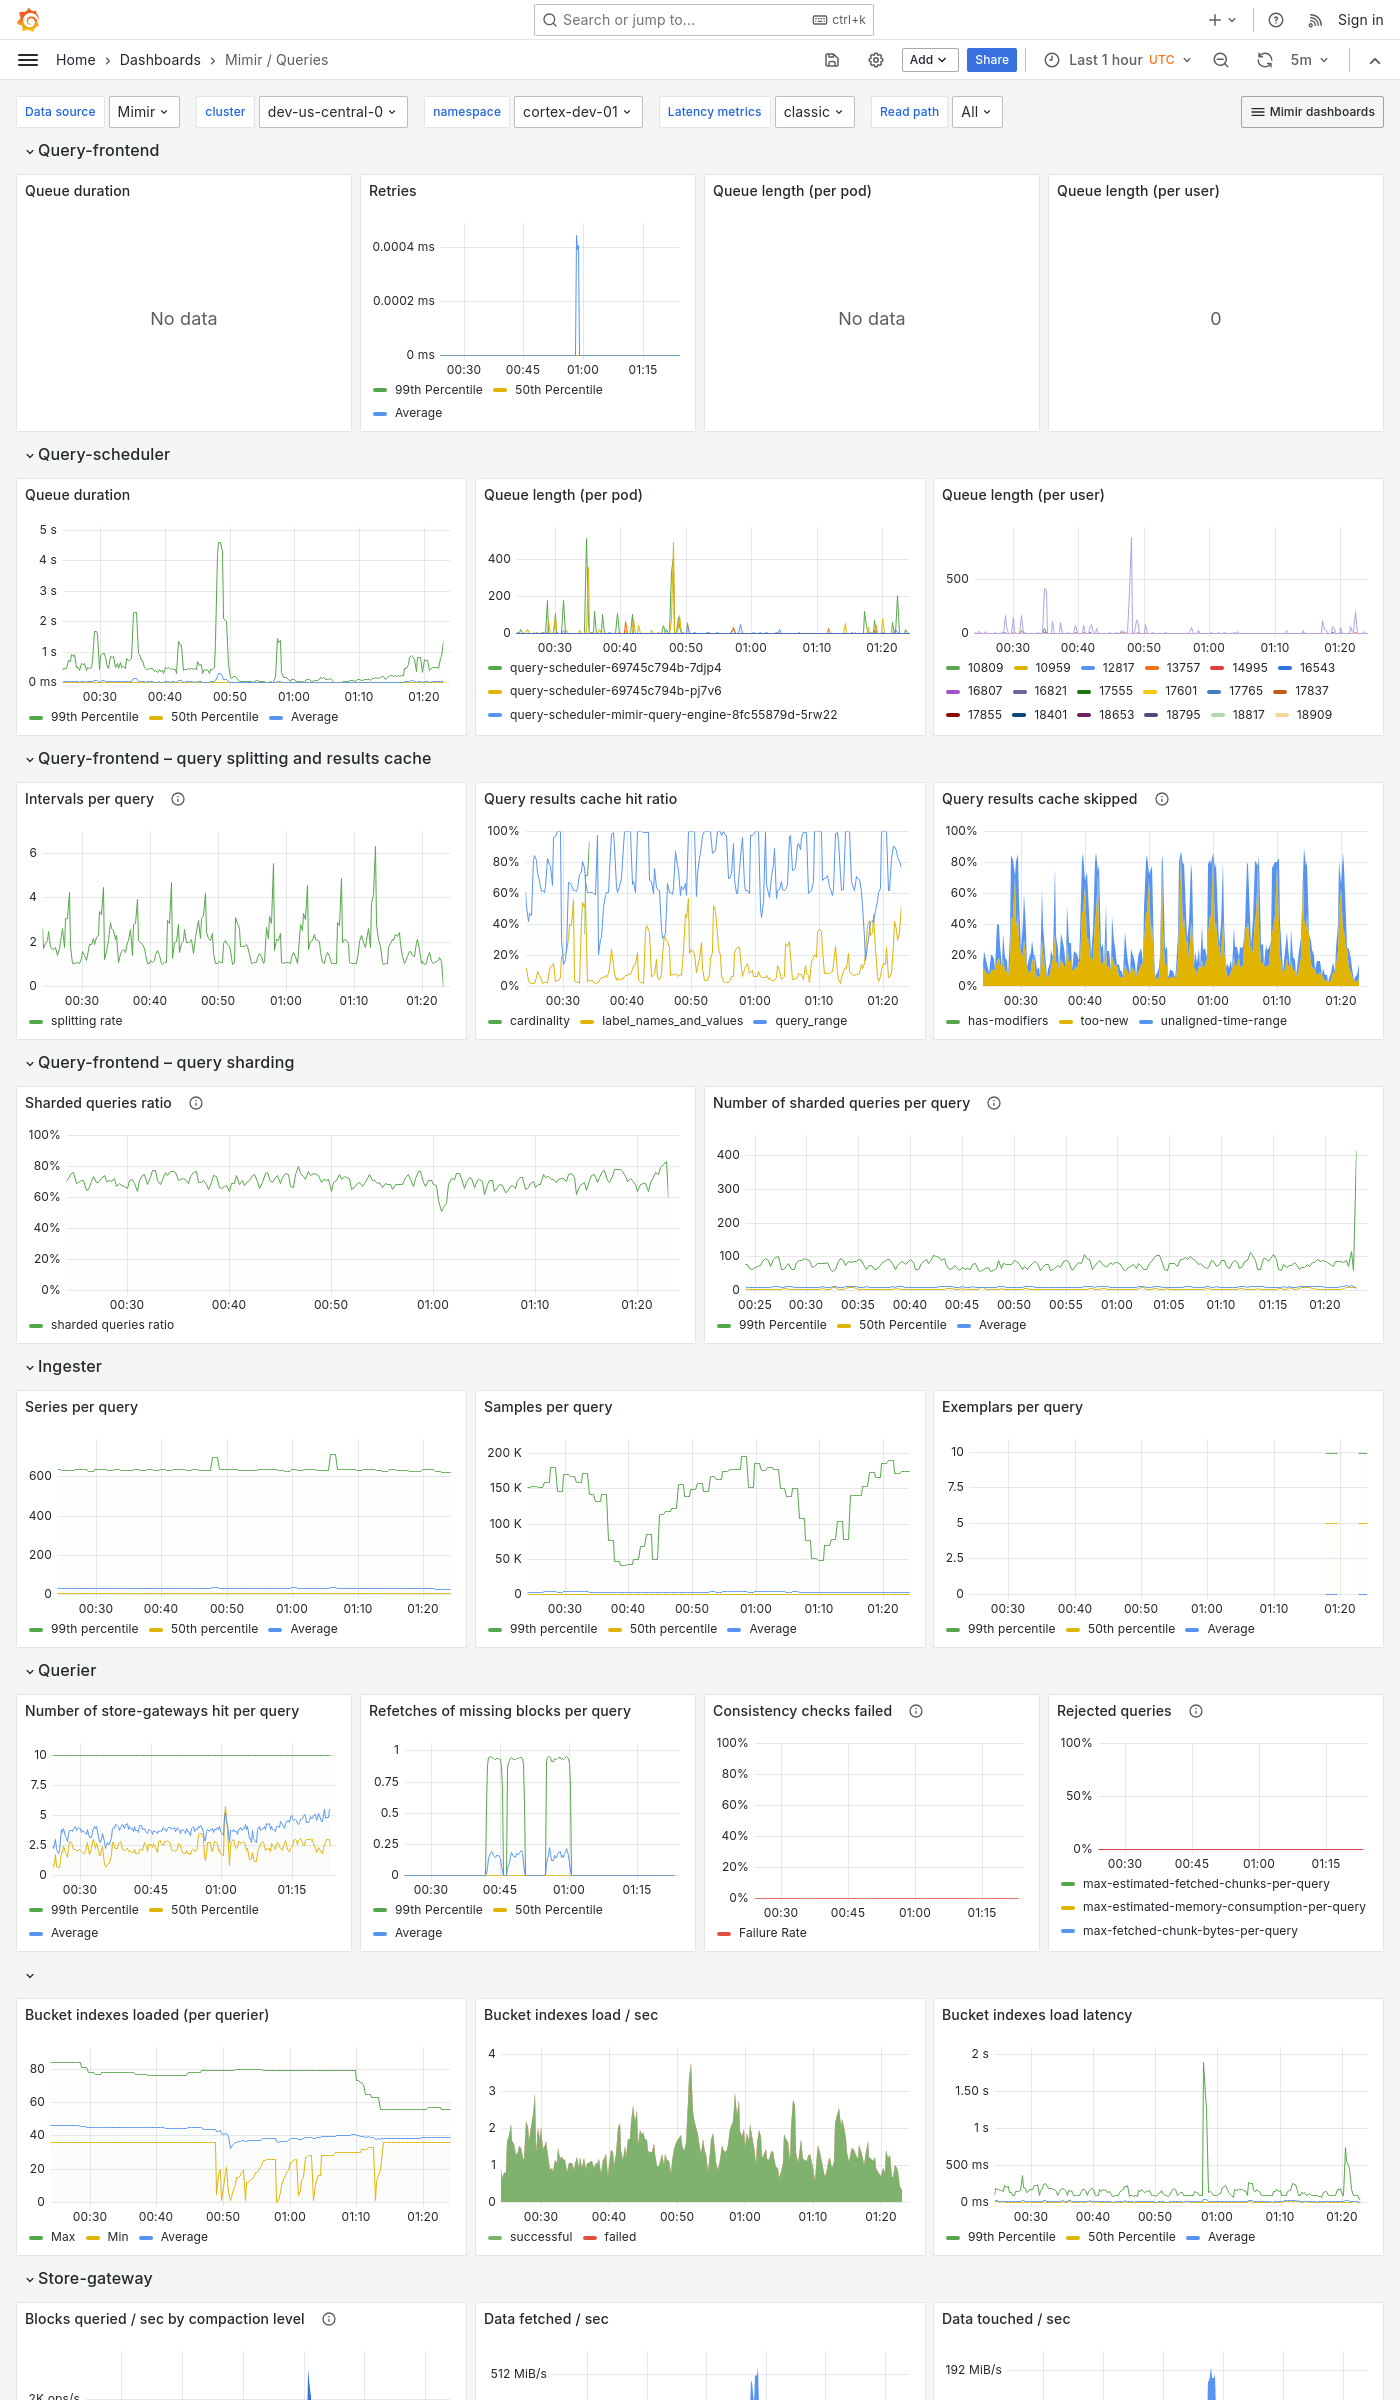 Search or jump to...
ctrl+k
Sign in
Home › Dashboards › Mimir / Queries
Add
Share
Last 1 hour UTC
5m
Data source Mimir
cluster dev-us-central-0
namespace cortex-dev-01
Latency metrics classic
Read path All
Mimir dashboards
Query-frontend
Queue duration
No data
Retries
0.0004 ms
0.0002 ms
0 ms
00:30 00:45 01:00 01:15
99th Percentile 50th Percentile
Average
Queue length (per pod)
No data
Queue length (per user)
0
Query-scheduler
Queue duration
5 s
4 s
3 s
2 s
1 s
0 ms
00:30 00:40 00:50 01:00 01:10 01:20
99th Percentile 50th Percentile Average
Queue length (per pod)
400
200
0
00:30 00:40 00:50 01:00 01:10 01:20
query-scheduler-69745c794b-7djp4
query-scheduler-69745c794b-pj7v6
query-scheduler-mimir-query-engine-8fc55879d-5rw22
Queue length (per user)
500
0
00:30 00:40 00:50 01:00 01:10 01:20
10809 10959 12817 13757 14995 16543
16807 16821 17555 17601 17765 17837
17855 18401 18653 18795 18817 18909
Query-frontend – query splitting and results cache
Intervals per query
6
4
2
0
00:30 00:40 00:50 01:00 01:10 01:20
splitting rate
Query results cache hit ratio
100%
80%
60%
40%
20%
0%
00:30 00:40 00:50 01:00 01:10 01:20
cardinality label_names_and_values query_range
Query results cache skipped
100%
80%
60%
40%
20%
0%
00:30 00:40 00:50 01:00 01:10 01:20
has-modifiers too-new unaligned-time-range
Query-frontend – query sharding
Sharded queries ratio
100%
80%
60%
40%
20%
0%
00:30 00:40 00:50 01:00 01:10 01:20
sharded queries ratio
Number of sharded queries per query
400
300
200
100
0
00:25 00:30 00:35 00:40 00:45 00:50 00:55 01:00 01:05 01:10 01:15 01:20
99th Percentile 50th Percentile Average
Ingester
Series per query
600
400
200
0
00:30 00:40 00:50 01:00 01:10 01:20
99th percentile 50th percentile Average
Samples per query
200 K
150 K
100 K
50 K
0
00:30 00:40 00:50 01:00 01:10 01:20
99th percentile 50th percentile Average
Exemplars per query
10
7.5
5
2.5
0
00:30 00:40 00:50 01:00 01:10 01:20
99th percentile 50th percentile Average
Querier
Number of store-gateways hit per query
10
7.5
5
2.5
0
00:30 00:45 01:00 01:15
99th Percentile 50th Percentile
Average
Refetches of missing blocks per query
1
0.75
0.5
0.25
0
00:30 00:45 01:00 01:15
99th Percentile 50th Percentile
Average
Consistency checks failed
100%
80%
60%
40%
20%
0%
00:30 00:45 01:00 01:15
Failure Rate
Rejected queries
100%
50%
0%
00:30 00:45 01:00 01:15
max-estimated-fetched-chunks-per-query
max-estimated-memory-consumption-per-query
max-fetched-chunk-bytes-per-query
Bucket indexes loaded (per querier)
80
60
40
20
0
00:30 00:40 00:50 01:00 01:10 01:20
Max Min Average
Bucket indexes load / sec
4
3
2
1
0
00:30 00:40 00:50 01:00 01:10 01:20
successful failed
Bucket indexes load latency
2 s
1.50 s
1 s
500 ms
0 ms
00:30 00:40 00:50 01:00 01:10 01:20
99th Percentile 50th Percentile Average
Store-gateway
Blocks queried / sec by compaction level
2K ops/s
Data fetched / sec
512 MiB/s
Data touched / sec
192 MiB/s